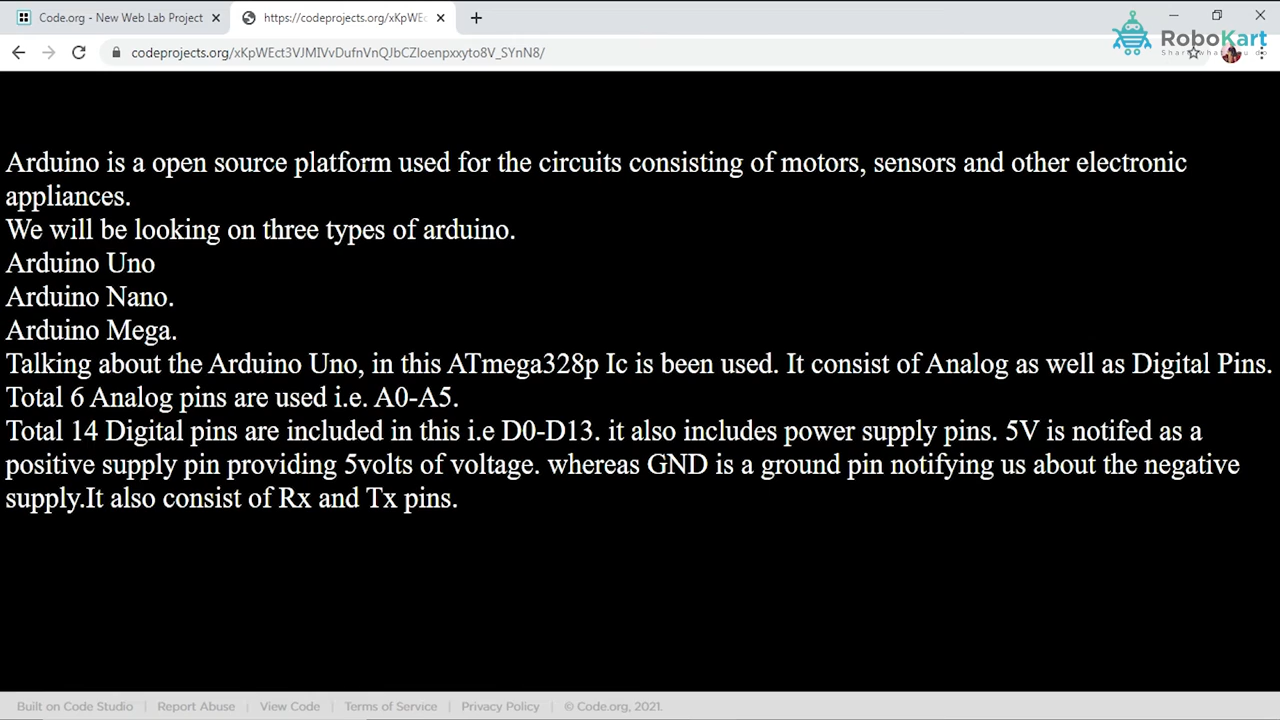 Code.org - New Web Lab Project
https://codeprojects.org/xKpWEc
RoboKart
Share what you do
codeprojects.org/xKpWEct3VJMIVvDufnVnQJbCZlqenpxxyto8V_SYnN8/
Arduino is a open source platform used for the circuits consisting of motors, sensors and other electronic
appliances.
We will be looking on three types of arduino.
Arduino Uno
Arduino Nano.
Arduino Mega.
Talking about the Arduino Uno, in this ATmega328p Ic is been used. It consist of Analog as well as Digital Pins.
Total 6 Analog pins are used i.e. A0-A5.
Total 14 Digital pins are included in this i.e D0-D13. it also includes power supply pins. 5V is notifed as a
positive supply pin providing 5volts of voltage. whereas GND is a ground pin notifying us about the negative
supply.It also consist of Rx and Tx pins.
Built on Code Studio | Report Abuse | View Code | Terms of Service | Privacy Policy | © Code.org, 2021.